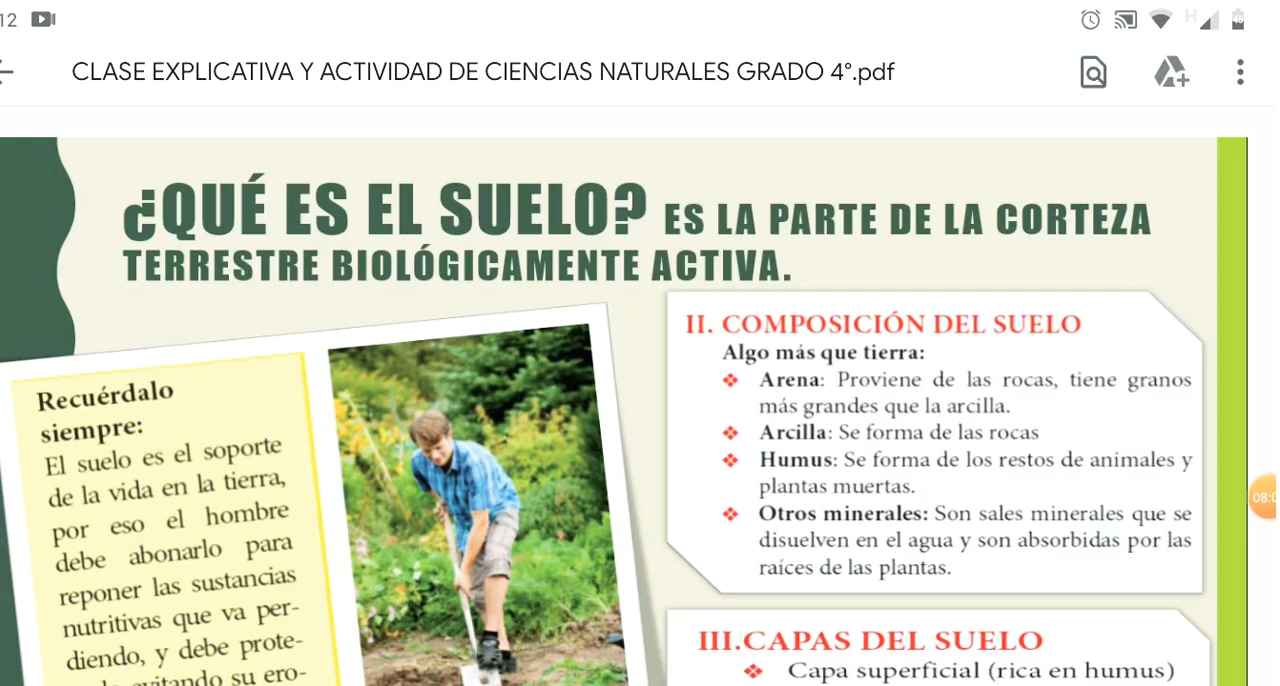 12
45
H
CLASE EXPLICATIVA Y ACTIVIDAD DE CIENCIAS NATURALES GRADO 4°.pdf
¿QUÉ ES EL SUELO? ES LA PARTE DE LA CORTEZA
TERRESTRE BIOLÓGICAMENTE ACTIVA.
Recuérdalo
siempre:
El suelo es el soporte
de la vida en la tierra,
por eso el hombre
debe abonarlo para
reponer las sustancias
nutritivas que va per-
diendo, y debe prote-
evitando su ero-
II. COMPOSICIÓN DEL SUELO
Algo más que tierra:
❖ Arena: Proviene de las rocas, tiene granos
más grandes que la arcilla.
❖ Arcilla: Se forma de las rocas
❖ Humus: Se forma de los restos de animales y
plantas muertas.
❖ Otros minerales: Son sales minerales que se
disuelven en el agua y son absorbidas por las
raíces de las plantas.
08:0
III.CAPAS DEL SUELO
❖ Capa superficial (rica en humus)